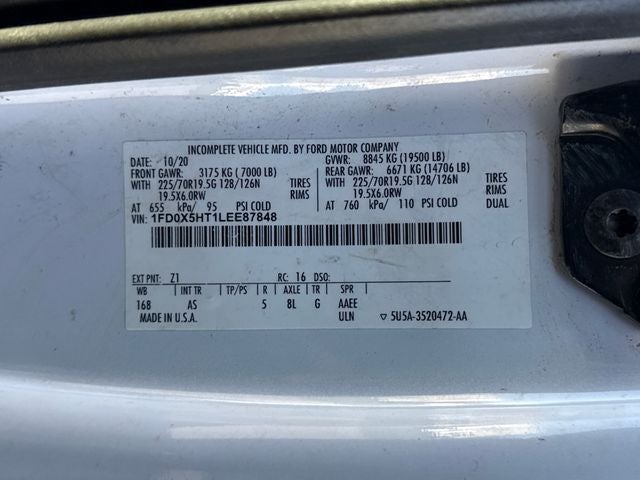 INCOMPLETE VEHICLE MFD. BY FORD MOTOR COMPANY
DATE: 10/20 GVWR: 8845 KG (19500 LB)
FRONT GAWR: 3175 KG (7000 LB) REAR GAWR: 6671 KG (14706 LB)
WITH 225/70R19.5G 128/126N TIRES WITH 225/70R19.5G 128/126N TIRES
19.5X6.0RW RIMS 19.5X6.0RW RIMS
AT 655 kPa/ 95 PSI COLD AT 760 kPa/ 110 PSI COLD DUAL
VIN: 1FD0X5HT1LEE87848
EXT PNT: Z1 RC: 16 DSO:
WB INT TR TP/PS R AXLE TR SPR
168 AS 5 8L G AAEE
MADE IN U.S.A. ULN ▽ 5U5A-3520472-AA